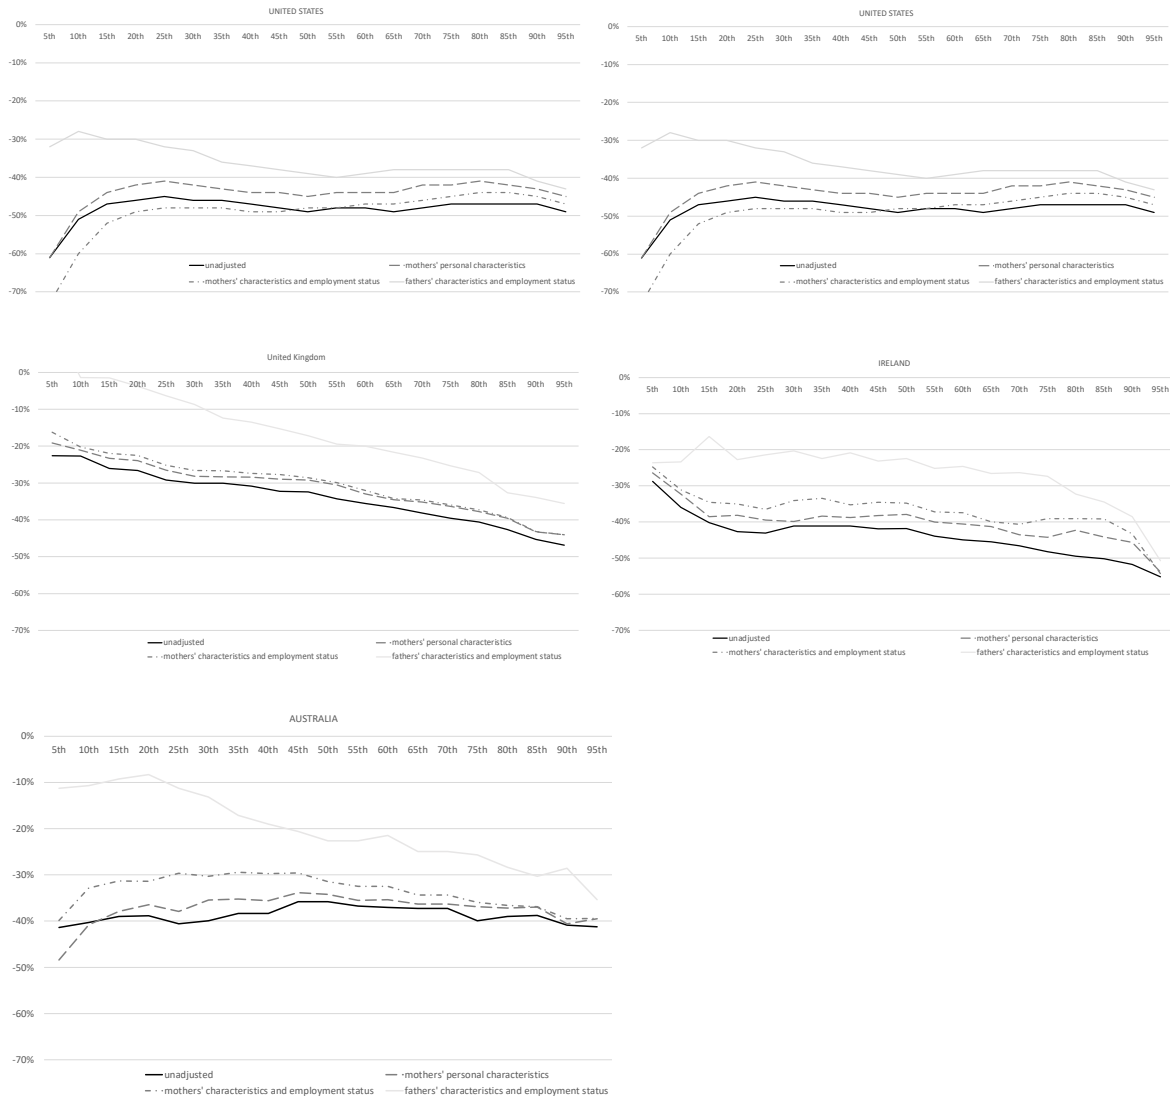 UNITED STATES
0%
5th 10th 15th 20th 25th 30th 35th 40th 45th 50th 55th 60th 65th 70th 75th 80th 85th 90th 95th
-10%
-20%
-30%
-40%
-50%
-60%
-70%
unadjusted -mothers' personal characteristics
-mothers' characteristics and employment status fathers' characteristics and employment status
UNITED STATES
0%
5th 10th 15th 20th 25th 30th 35th 40th 45th 50th 55th 60th 65th 70th 75th 80th 85th 90th 95th
-10%
-20%
-30%
-40%
-50%
-60%
-70%
unadjusted -mothers' personal characteristics
-mothers' characteristics and employment status fathers' characteristics and employment status
United Kingdom
0%
5th 10th 15th 20th 25th 30th 35th 40th 45th 50th 55th 60th 65th 70th 75th 80th 85th 90th 95th
-10%
-20%
-30%
-40%
-50%
-60%
-70%
unadjusted -mothers' personal characteristics
-mothers' characteristics and employment status fathers' characteristics and employment status
IRELAND
0%
5th 10th 15th 20th 25th 30th 35th 40th 45th 50th 55th 60th 65th 70th 75th 80th 85th 90th 95th
-10%
-20%
-30%
-40%
-50%
-60%
-70%
unadjusted -mothers' personal characteristics
-mothers' characteristics and employment status fathers' characteristics and employment status
AUSTRALIA
0%
5th 10th 15th 20th 25th 30th 35th 40th 45th 50th 55th 60th 65th 70th 75th 80th 85th 90th 95th
-10%
-20%
-30%
-40%
-50%
-60%
-70%
unadjusted -mothers' personal characteristics
-mothers' characteristics and employment status fathers' characteristics and employment status